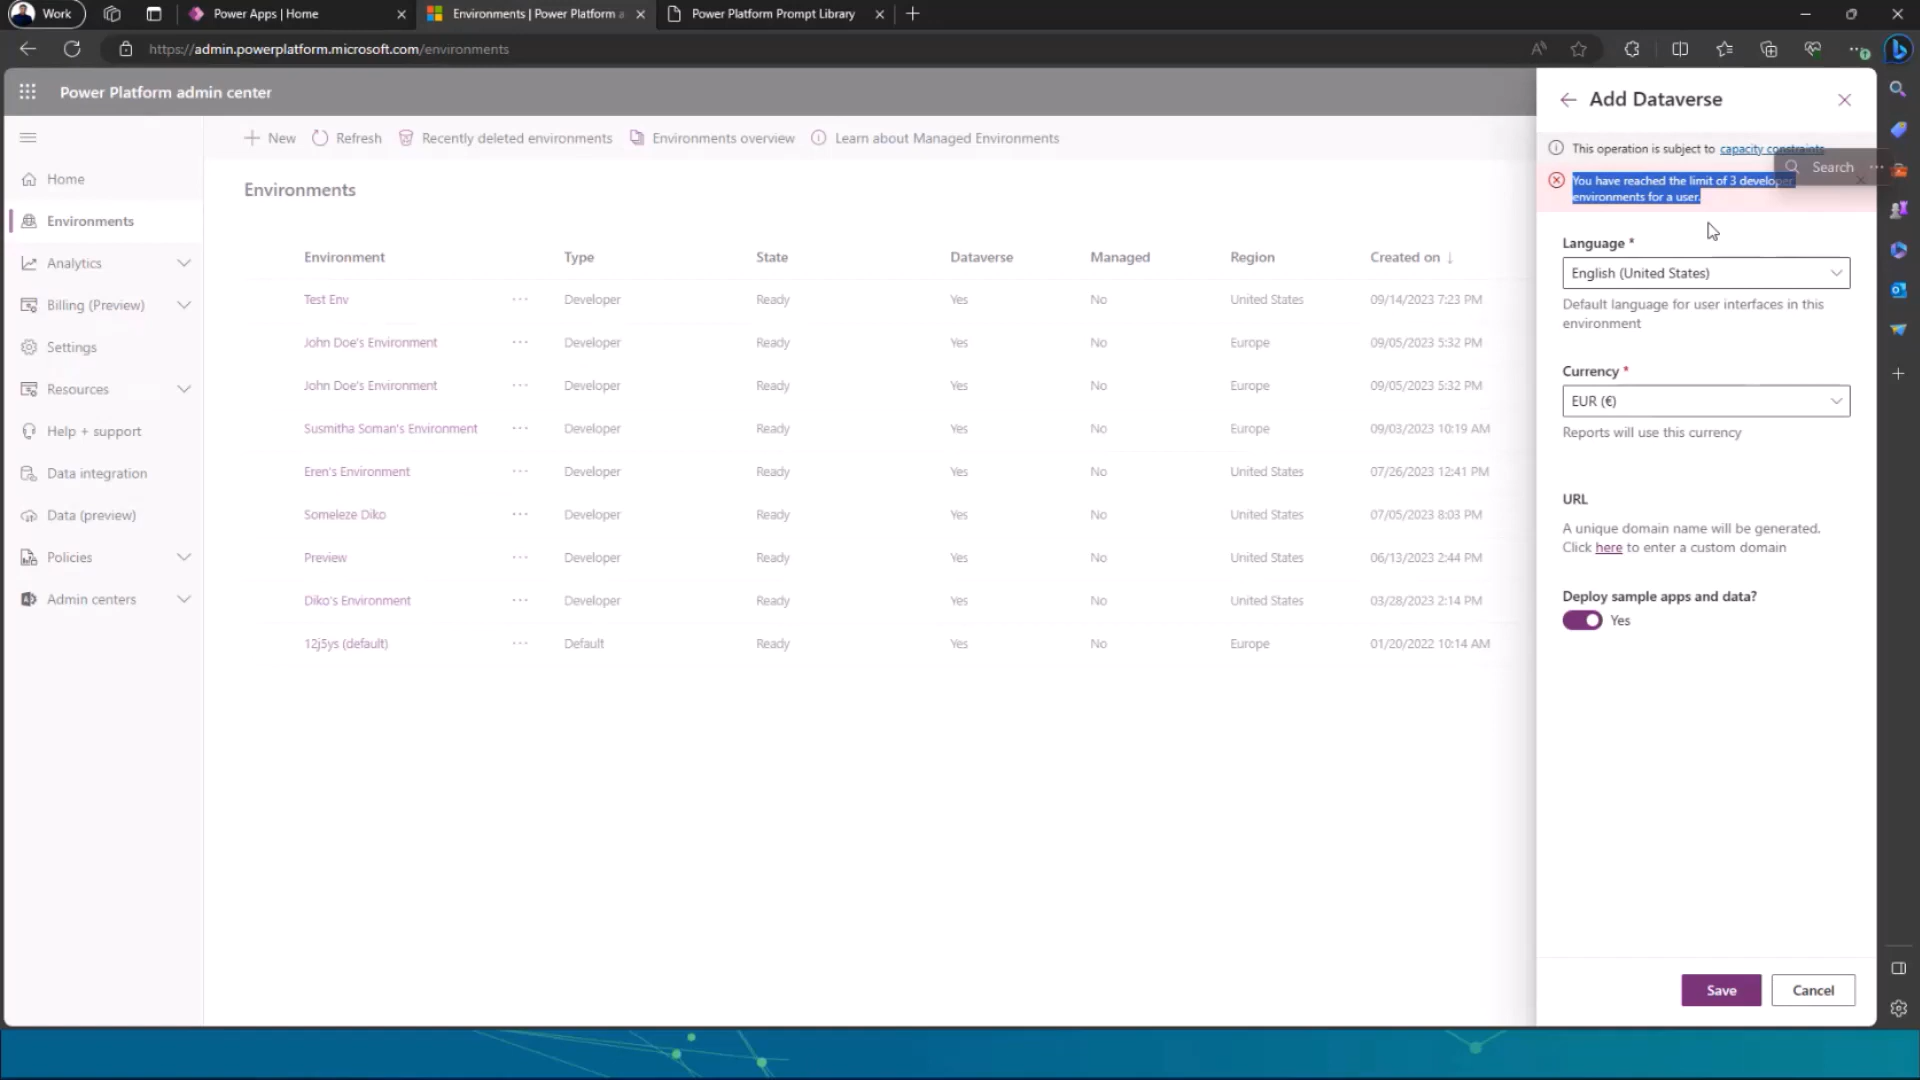 Work
Power Apps | Home
Environments | Power Platform a
Power Platform Prompt Library
https://admin.powerplatform.microsoft.com/environments
Power Platform admin center
Home
Environments
Analytics
Billing (Preview)
Settings
Resources
Help + support
Data integration
Data (preview)
Policies
Admin centers
New
Refresh
Recently deleted environments
Environments overview
Learn about Managed Environments
Environments
Environment Type State Dataverse Managed Region Created on ↓
Test Env ··· Developer Ready Yes No United States 09/14/2023 7:23 PM
John Doe's Environment ··· Developer Ready Yes No Europe 09/05/2023 5:32 PM
John Doe's Environment ··· Developer Ready Yes No Europe 09/05/2023 5:32 PM
Susmitha Soman's Environment ··· Developer Ready Yes No Europe 09/03/2023 10:19 AM
Eren's Environment ··· Developer Ready Yes No United States 07/26/2023 12:41 PM
Someleze Diko ··· Developer Ready Yes No United States 07/05/2023 8:03 PM
Preview ··· Developer Ready Yes No United States 06/13/2023 2:44 PM
Diko's Environment ··· Developer Ready Yes No United States 03/28/2023 2:14 PM
12j5ys (default) ··· Default Ready Yes No Europe 01/20/2022 10:14 AM
Add Dataverse
This operation is subject to capacity constraints
Search ···
You have reached the limit of 3 developer
environments for a user.
Language *
English (United States)
Default language for user interfaces in this
environment
Currency *
EUR (€)
Reports will use this currency
URL
A unique domain name will be generated.
Click here to enter a custom domain
Deploy sample apps and data?
Yes
Save
Cancel